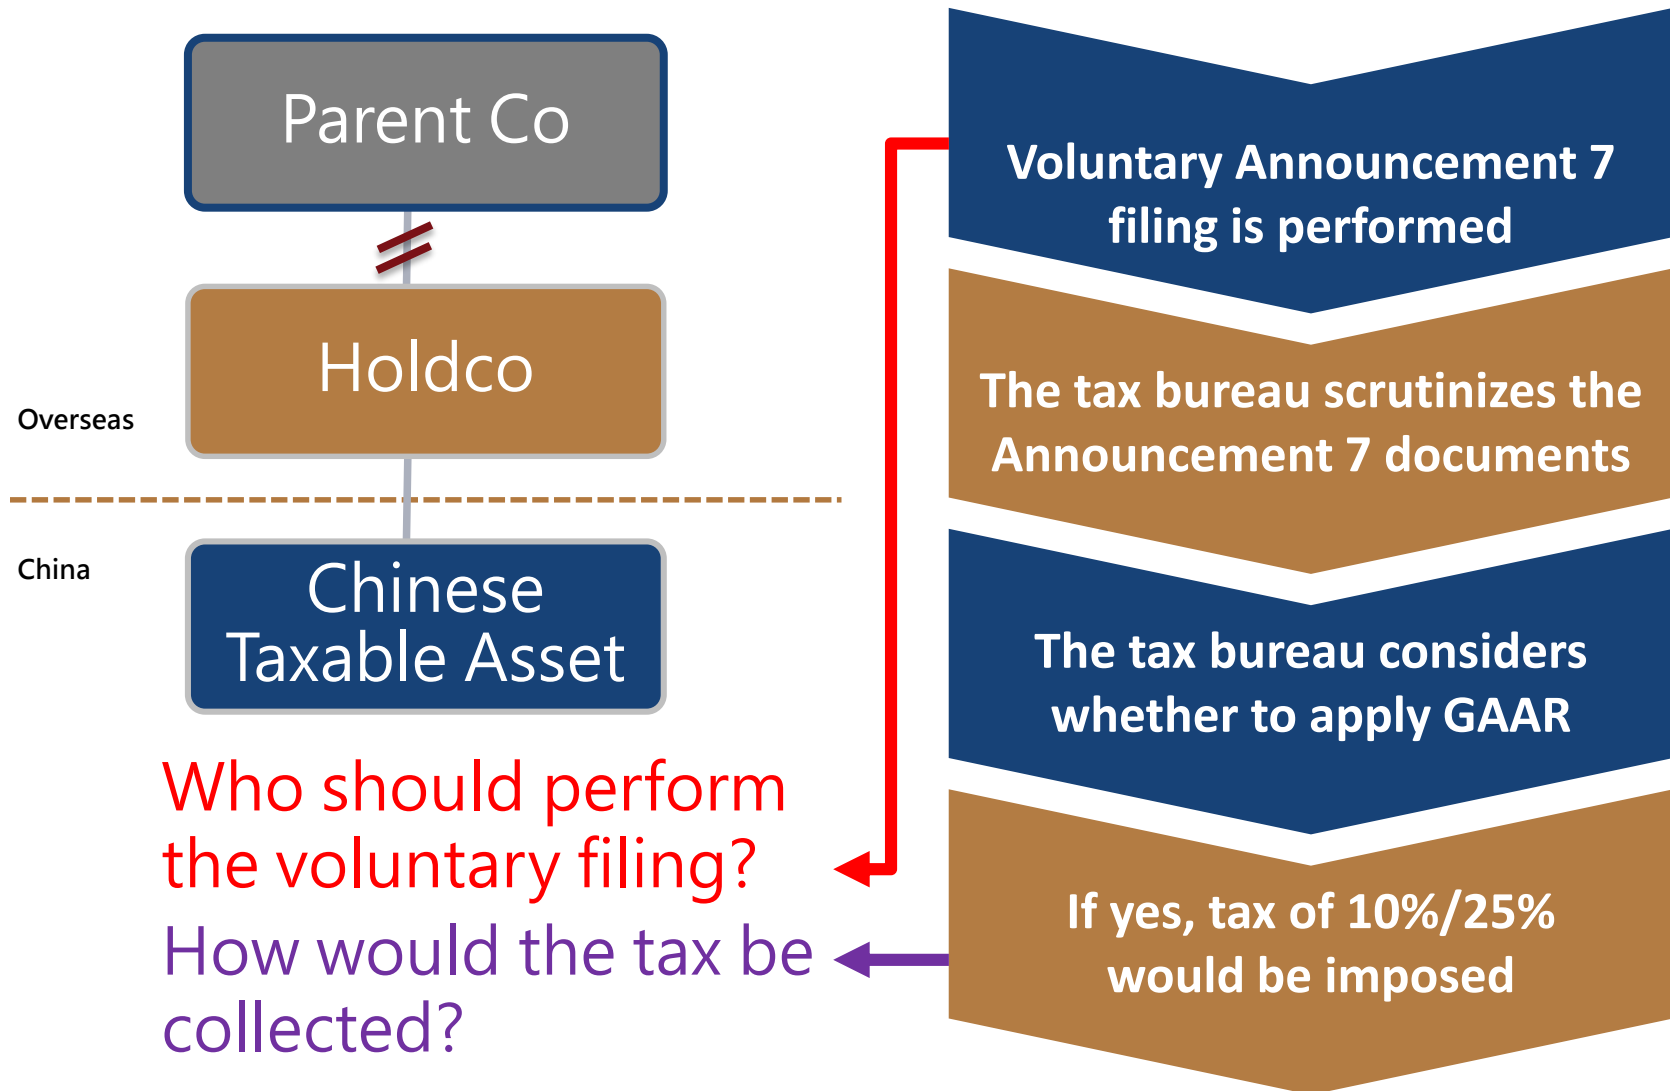 Parent Co
Holdco
Overseas
China
Chinese
Taxable Asset
Who should perform
the voluntary filing?
How would the tax be
collected?
Voluntary Announcement 7
filing is performed
The tax bureau scrutinizes the
Announcement 7 documents
The tax bureau considers
whether to apply GAAR
If yes, tax of 10%/25%
would be imposed